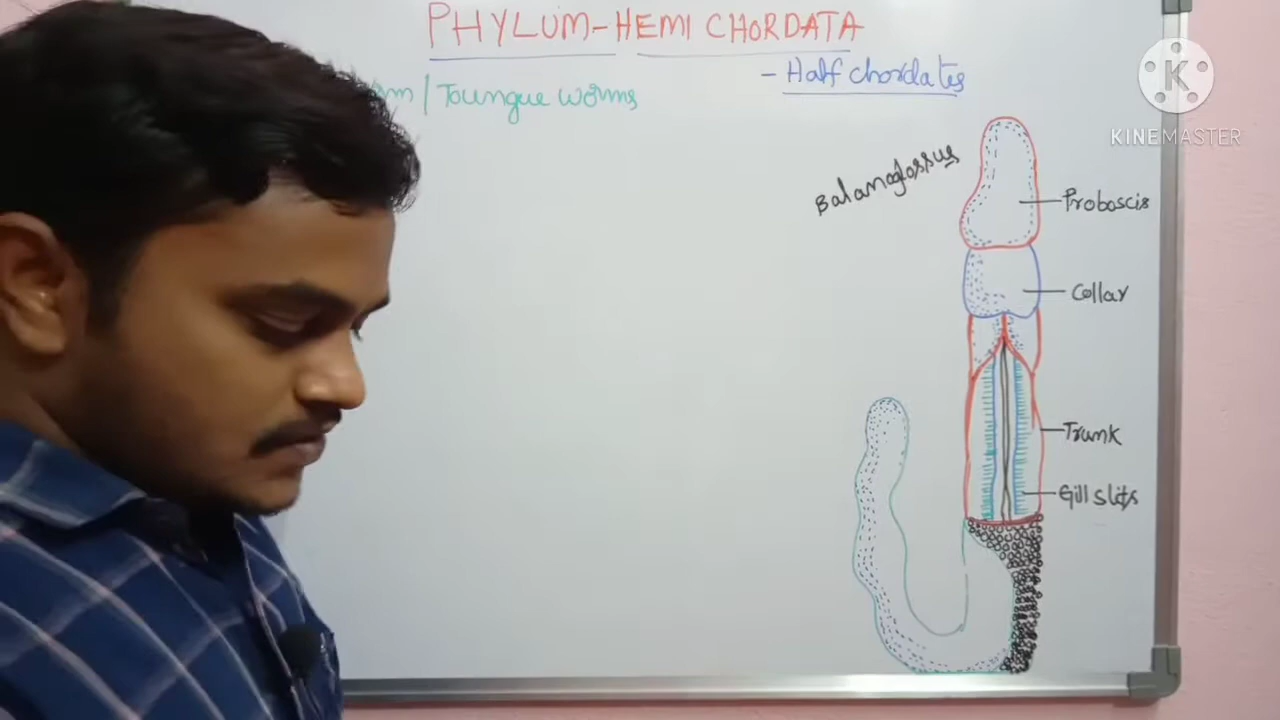 PHYLUM-HEMI CHORDATA
- Half chordates
/ Toungue worms
Balanoglossus
Proboscis
Collar
Trunk
Gill slits
K
KINEMASTER